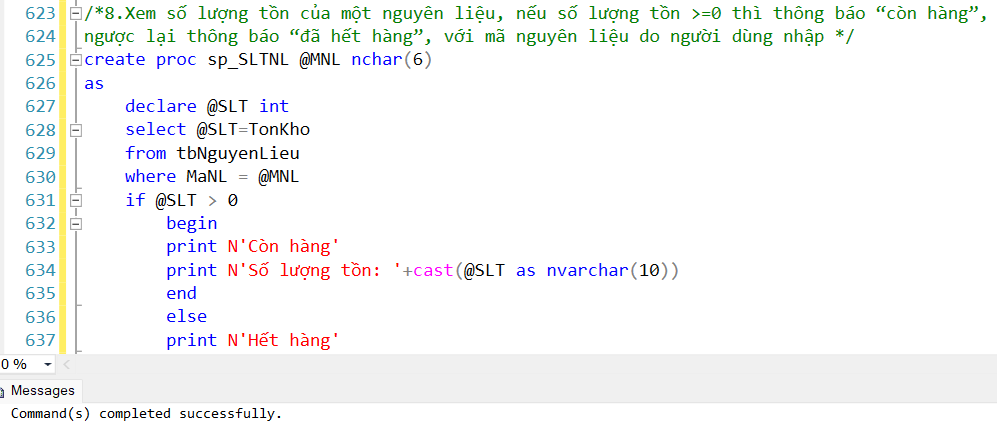 623 /*8.Xem số lượng tồn của một nguyên liệu, nếu số lượng tồn >=0 thì thông báo “còn hàng”,
624 ngược lại thông báo “đã hết hàng”, với mã nguyên liệu do người dùng nhập */
625 create proc sp_SLTNL @MNL nchar(6)
626 as
627 declare @SLT int
628 select @SLT=TonKho
629 from tbNguyenLieu
630 where MaNL = @MNL
631 if @SLT > 0
632 begin
633 print N'Còn hàng'
634 print N'Số lượng tồn: '+cast(@SLT as nvarchar(10))
635 end
636 else
637 print N'Hết hàng'
0 %
Messages
Command(s) completed successfully.